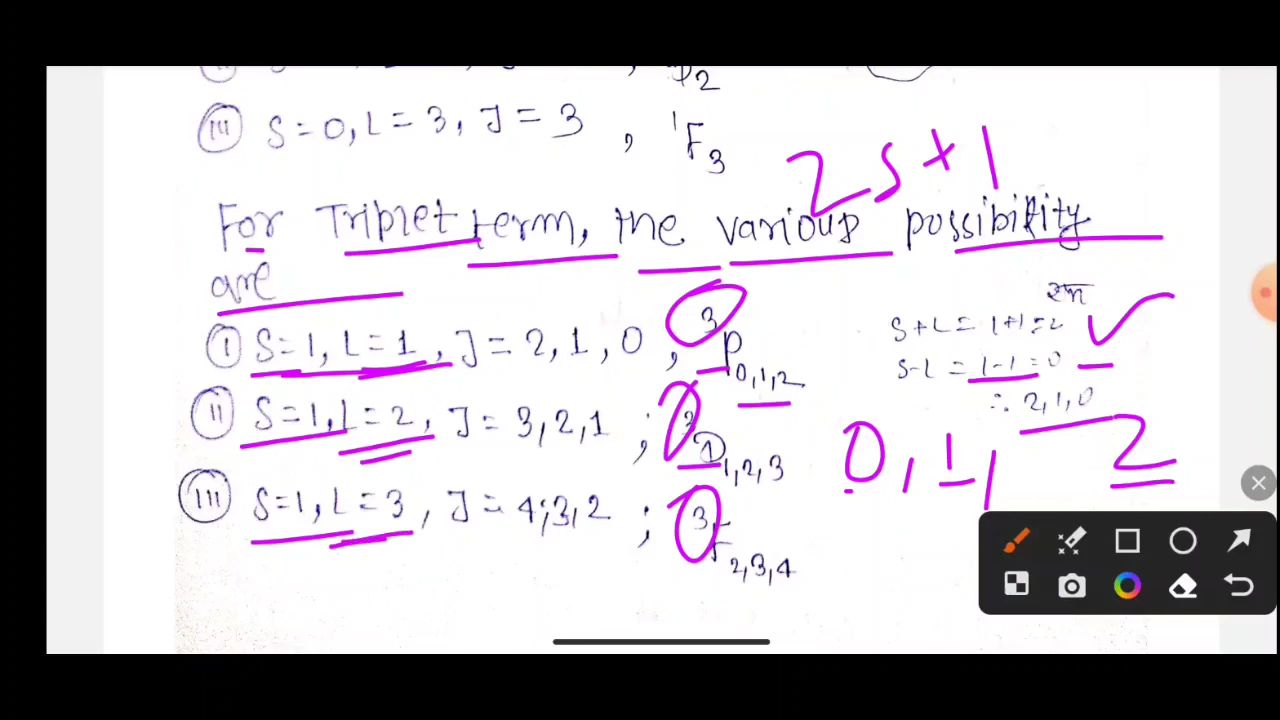 2
(III) S=0, L=3, J=3 , ¹F₃
2S+1
For Triplet term, the various possibility
are
(I) S=1, L=1, J=2,1,0 , ³P₀,₁,₂
S+L = 1+1=2
S-L = 1-1=0
∴ 2,1,0
(II) S=1, L=2, J=3,2,1 ; ³D₁,₂,₃
0, 1, 2
(III) S=1, L=3, J=4,3,2 ; ³F₂,₃,₄